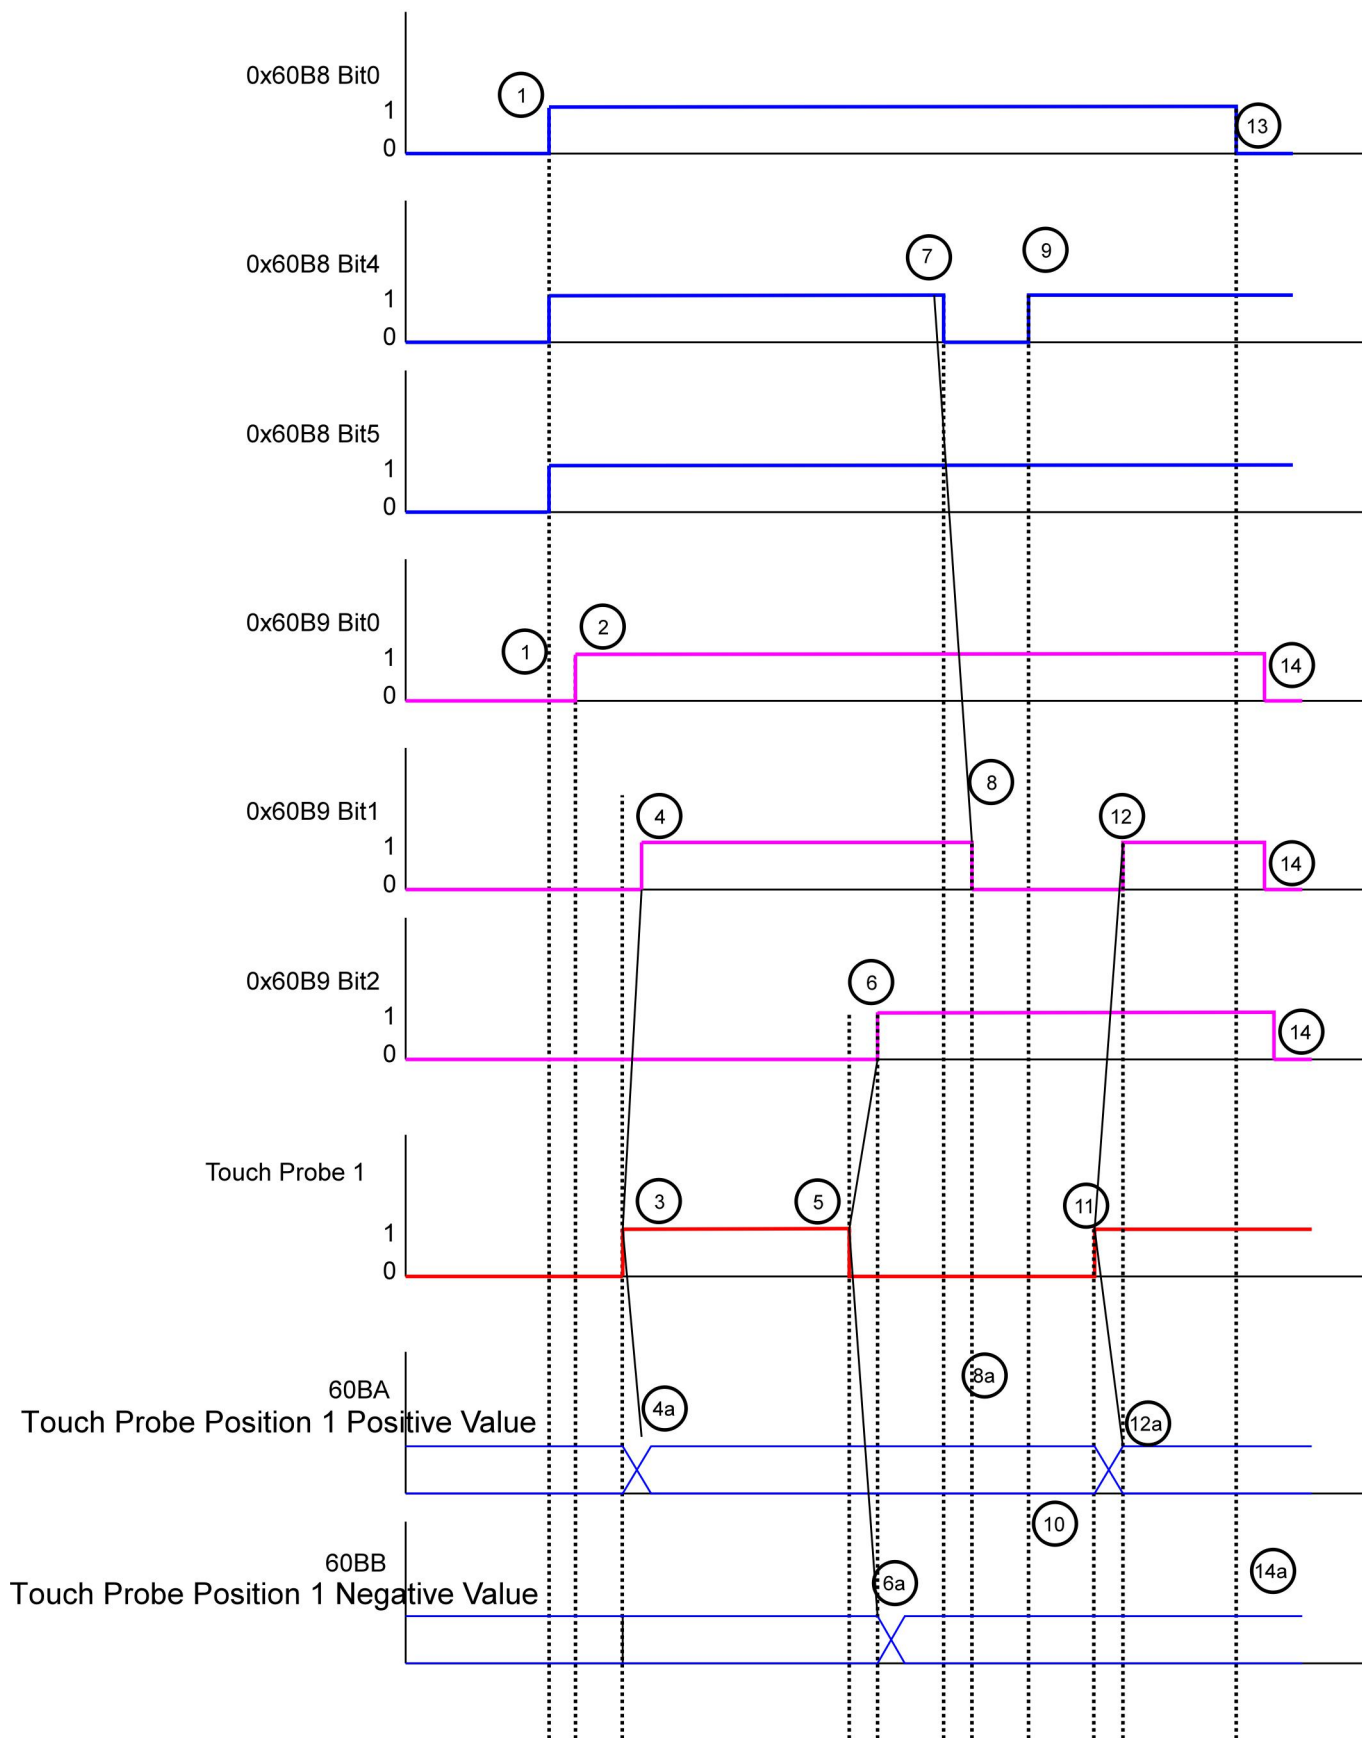 0x60B8 Bit0
1
1
0
13
0x60B8 Bit4
7
9
1
0
0x60B8 Bit5
1
0
0x60B9 Bit0
2
1
1
14
0
0x60B9 Bit1
4
8
12
1
0
14
0x60B9 Bit2
6
1
0
14
Touch Probe 1
3
5
11
1
0
60BA
8a
Touch Probe Position 1 Positive Value
4a
12a
10
60BB
14a
Touch Probe Position 1 Negative Value
6a